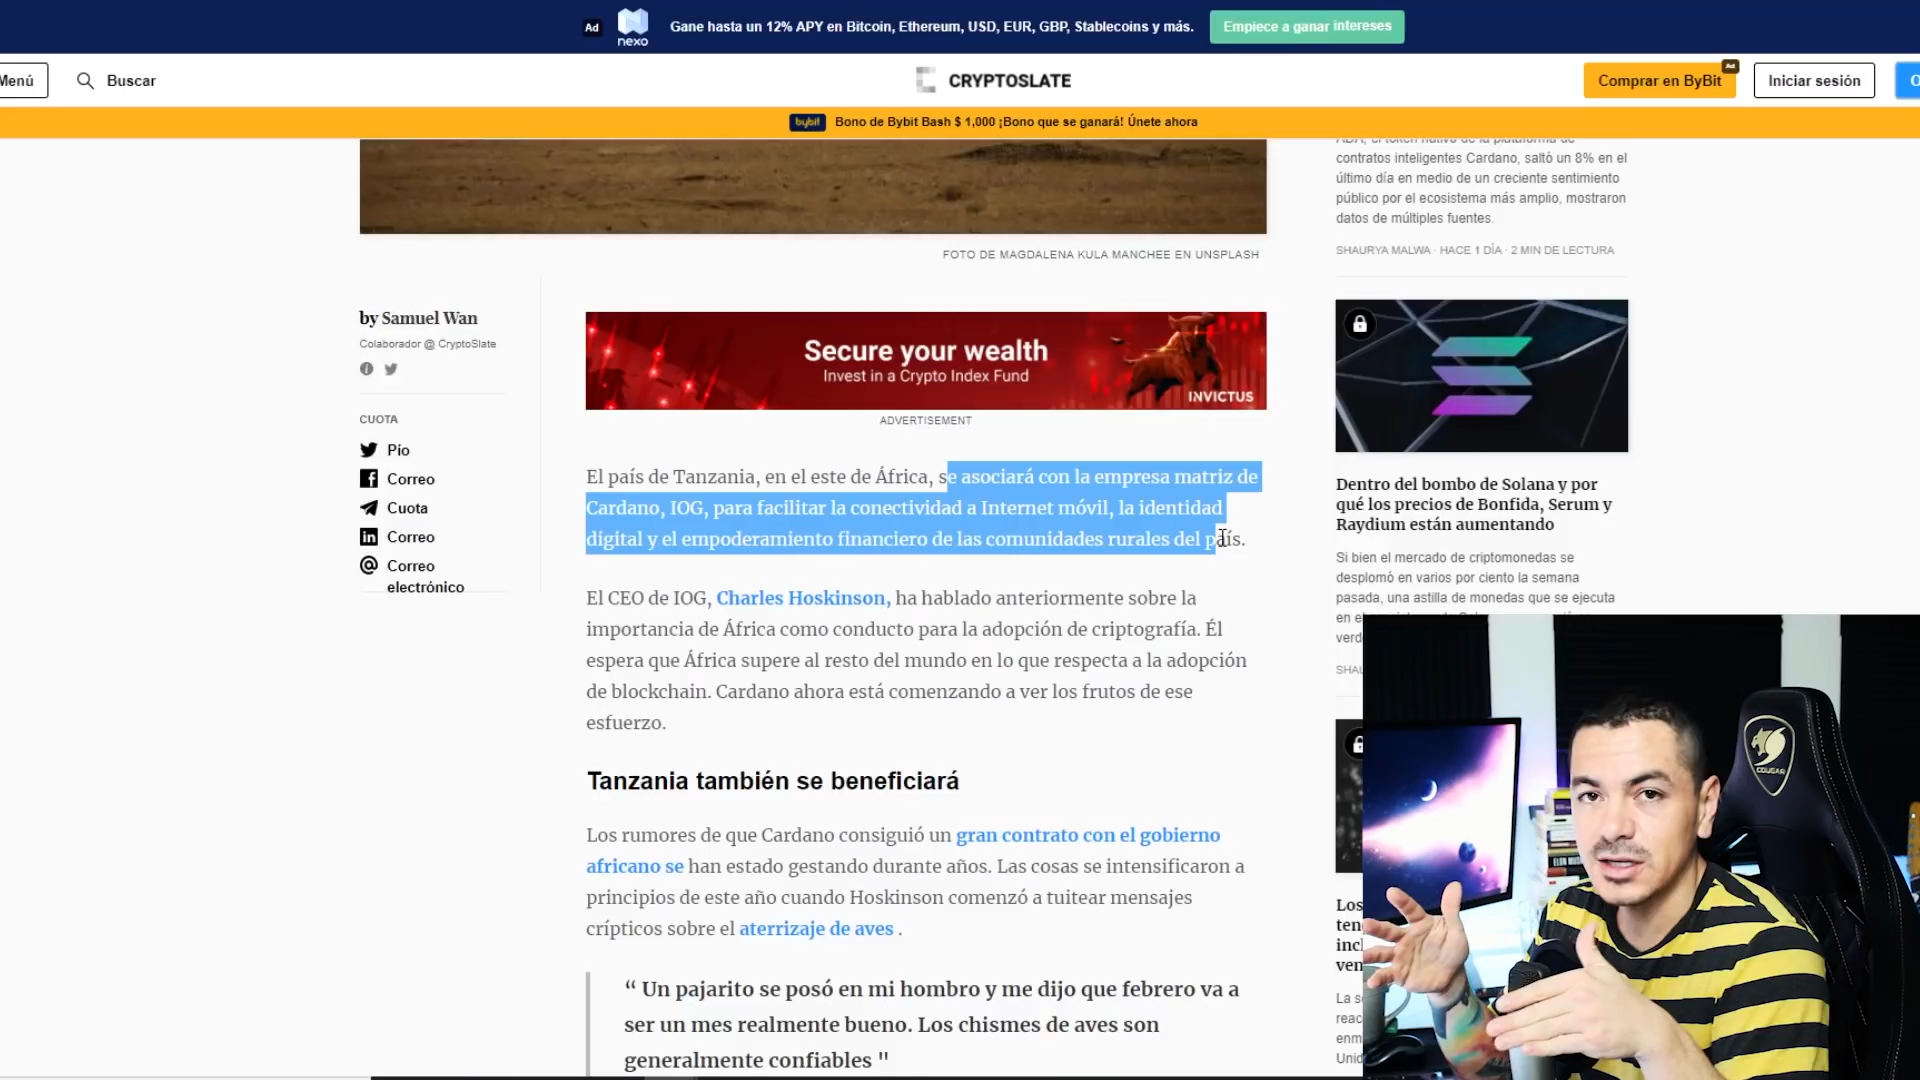 Ad
nexo
Gane hasta un 12% APY en Bitcoin, Ethereum, USD, EUR, GBP, Stablecoins y más.
Empiece a ganar intereses
Menú
Buscar
CRYPTOSLATE
Comprar en ByBit
Ad
Iniciar sesión
bybit
Bono de Bybit Bash $ 1,000 ¡Bono que se ganará! Únete ahora
FOTO DE MAGDALENA KULA MANCHEE EN UNSPLASH
by Samuel Wan
Colaborador @ CryptoSlate
CUOTA
Pío
Correo
Cuota
Correo
Correo
electrónico
Secure your wealth
Invest in a Crypto Index Fund
INVICTUS
ADVERTISEMENT
El país de Tanzania, en el este de África, se asociará con la empresa matriz de
Cardano, IOG, para facilitar la conectividad a Internet móvil, la identidad
digital y el empoderamiento financiero de las comunidades rurales del país.
El CEO de IOG, Charles Hoskinson, ha hablado anteriormente sobre la
importancia de África como conducto para la adopción de criptografía. Él
espera que África supere al resto del mundo en lo que respecta a la adopción
de blockchain. Cardano ahora está comenzando a ver los frutos de ese
esfuerzo.
Tanzania también se beneficiará
Los rumores de que Cardano consiguió un gran contrato con el gobierno
africano se han estado gestando durante años. Las cosas se intensificaron a
principios de este año cuando Hoskinson comenzó a tuitear mensajes
crípticos sobre el aterrizaje de aves .
“ Un pajarito se posó en mi hombro y me dijo que febrero va a
ser un mes realmente bueno. Los chismes de aves son
generalmente confiables "
ADA, el token nativo de la plataforma de
contratos inteligentes Cardano, saltó un 8% en el
último día en medio de un creciente sentimiento
público por el ecosistema más amplio, mostraron
datos de múltiples fuentes.
SHAURYA MALWA · HACE 1 DÍA · 2 MIN DE LECTURA
Dentro del bombo de Solana y por
qué los precios de Bonfida, Serum y
Raydium están aumentando
Si bien el mercado de criptomonedas se
desplomó en varios por ciento la semana
pasada, una astilla de monedas que se ejecuta
en e
verd
SHAU
Los
ten
incl
ven
La s
reac
enm
Unid
COUGAR